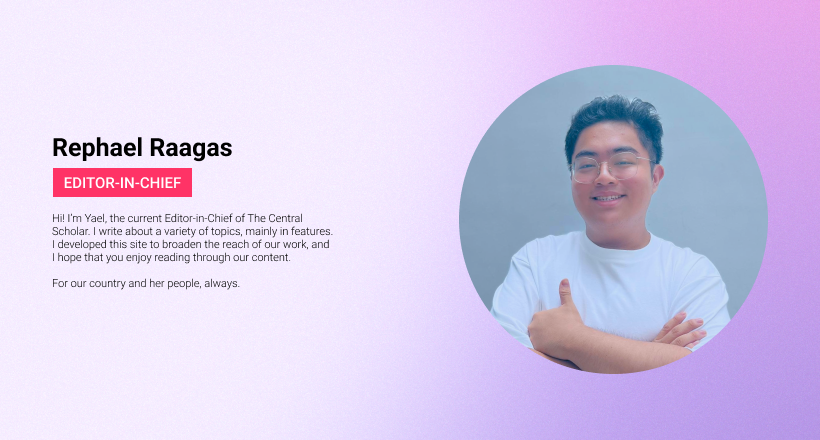 Rephael Raagas
EDITOR-IN-CHIEF
Hi! I'm Yael, the current Editor-in-Chief of The Central
Scholar. I write about a variety of topics, mainly in features.
I developed this site to broaden the reach of our work, and
I hope that you enjoy reading through our content.
For our country and her people, always.